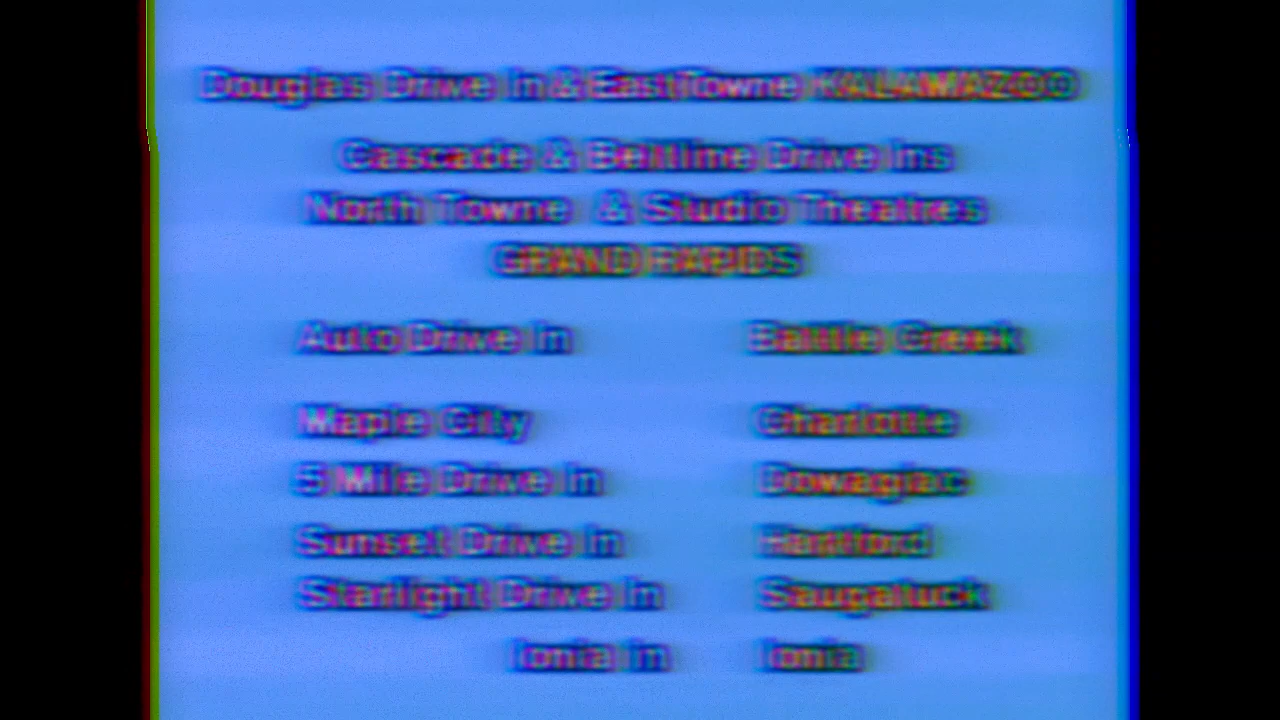 Douglas Drive In & East Towne KALAMAZOO
Cascade & Beltline Drive Ins
North Towne & Studio Theatres
GRAND RAPIDS
Auto Drive In Battle Creek
Maple City Charlotte
5 Mile Drive In Dowagiac
Sunset Drive In Hartford
Starlight Drive In Saugatuck
Ionia In Ionia